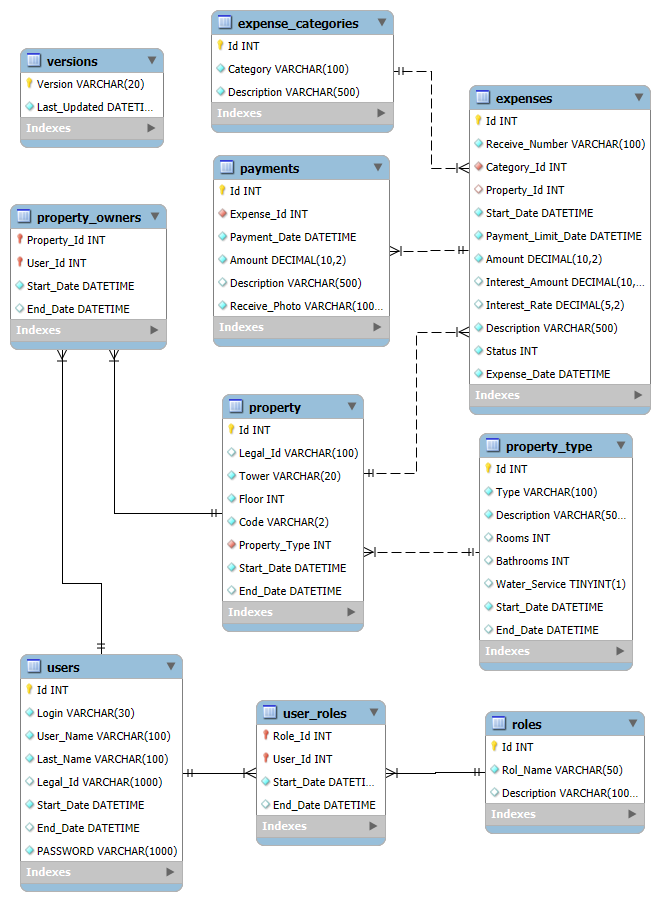 versions
Version VARCHAR(20)
Last_Updated DATETI...
Indexes
expense_categories
Id INT
Category VARCHAR(100)
Description VARCHAR(500)
Indexes
expenses
Id INT
Receive_Number VARCHAR(100)
Category_Id INT
Property_Id INT
Start_Date DATETIME
Payment_Limit_Date DATETIME
Amount DECIMAL(10,2)
Interest_Amount DECIMAL(10,...
Interest_Rate DECIMAL(5,2)
Description VARCHAR(500)
Status INT
Expense_Date DATETIME
Indexes
payments
Id INT
Expense_Id INT
Payment_Date DATETIME
Amount DECIMAL(10,2)
Description VARCHAR(500)
Receive_Photo VARCHAR(100...
Indexes
property_owners
Property_Id INT
User_Id INT
Start_Date DATETIME
End_Date DATETIME
Indexes
property
Id INT
Legal_Id VARCHAR(100)
Tower VARCHAR(20)
Floor INT
Code VARCHAR(2)
Property_Type INT
Start_Date DATETIME
End_Date DATETIME
Indexes
property_type
Id INT
Type VARCHAR(100)
Description VARCHAR(50...
Rooms INT
Bathrooms INT
Water_Service TINYINT(1)
Start_Date DATETIME
End_Date DATETIME
Indexes
users
Id INT
Login VARCHAR(30)
User_Name VARCHAR(100)
Last_Name VARCHAR(100)
Legal_Id VARCHAR(1000)
Start_Date DATETIME
End_Date DATETIME
PASSWORD VARCHAR(1000)
Indexes
user_roles
Role_Id INT
User_Id INT
Start_Date DATETI...
End_Date DATETIME
Indexes
roles
Id INT
Rol_Name VARCHAR(50)
Description VARCHAR(100...
Indexes